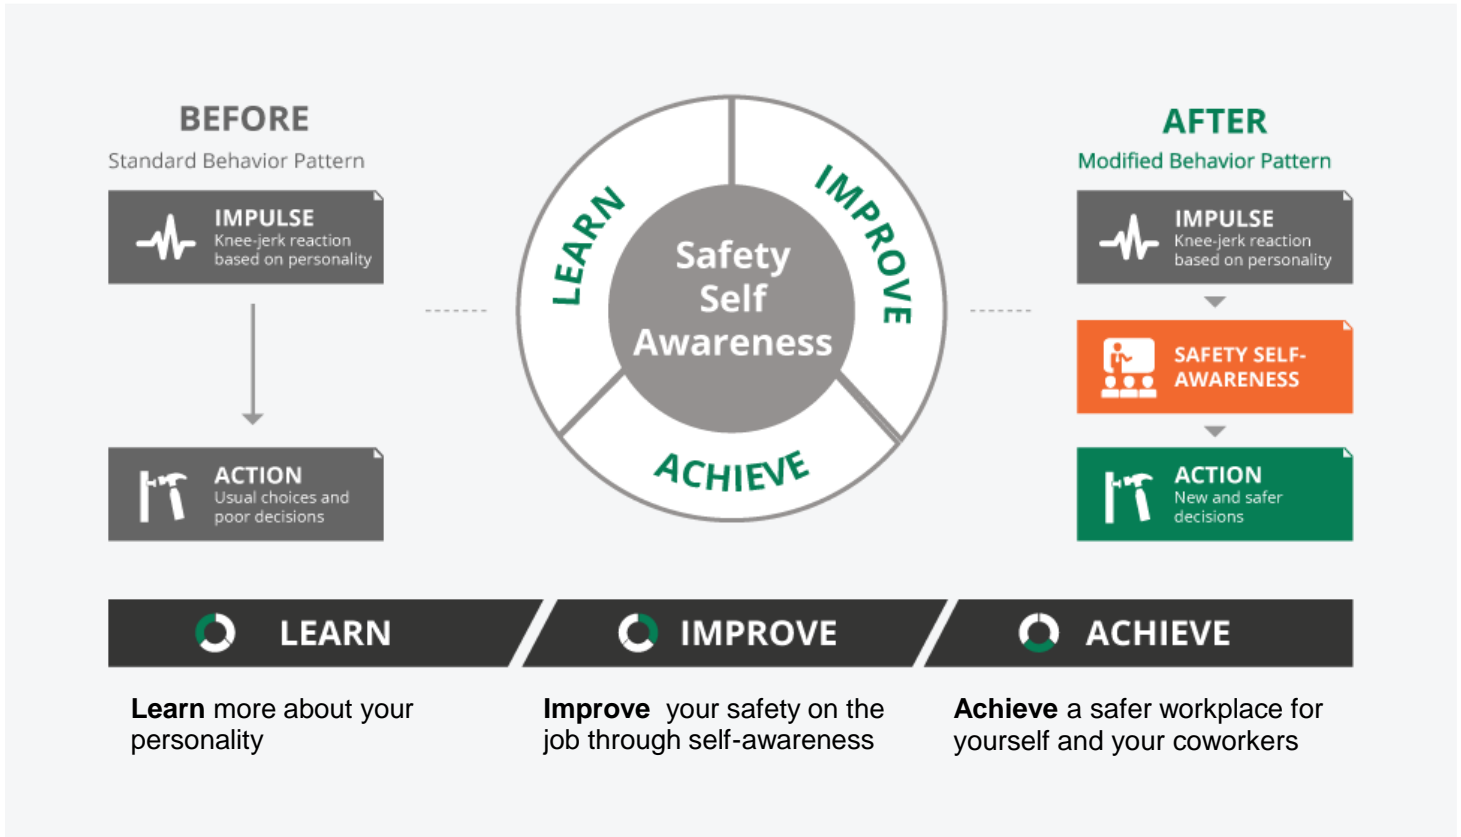 BEFORE
Standard Behavior Pattern
IMPULSE
Knee-jerk reaction
based on personality
ACTION
Usual choices and
poor decisions
LEARN
IMPROVE
ACHIEVE
Safety
Self
Awareness
AFTER
Modified Behavior Pattern
IMPULSE
Knee-jerk reaction
based on personality
SAFETY SELF-
AWARENESS
ACTION
New and safer
decisions
LEARN
IMPROVE
ACHIEVE
Learn more about your
personality
Improve your safety on the
job through self-awareness
Achieve a safer workplace for
yourself and your coworkers